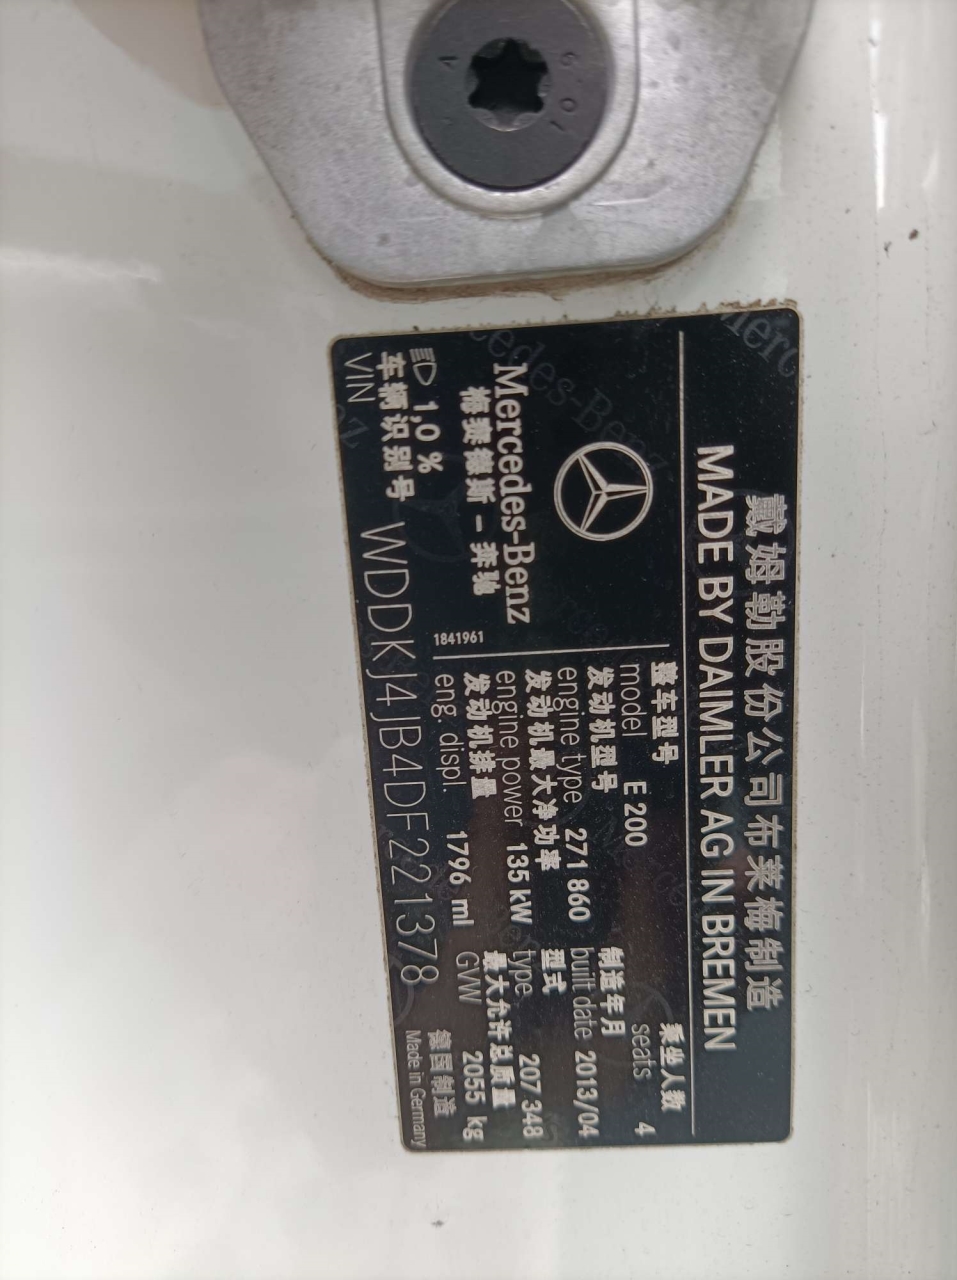 戴姆勒股份公司布莱梅制造
MADE BY DAIMLER AG IN BREMEN
Mercedes-Benz
梅赛德斯-奔驰
1841961
整车型号
model E 200
乘坐人数
seats 4
发动机型号
engine type 271 860
制造年月
built date 2013/04
发动机最大净功率
engine power 135 kW
型式
type 207 348
发动机排量
eng. displ. 1796 ml
最大允许总质量
GVW 2055 kg
1,0 %
车辆识别号
VIN WDDKJ4JB4DF221378
德国制造
Made in Germany